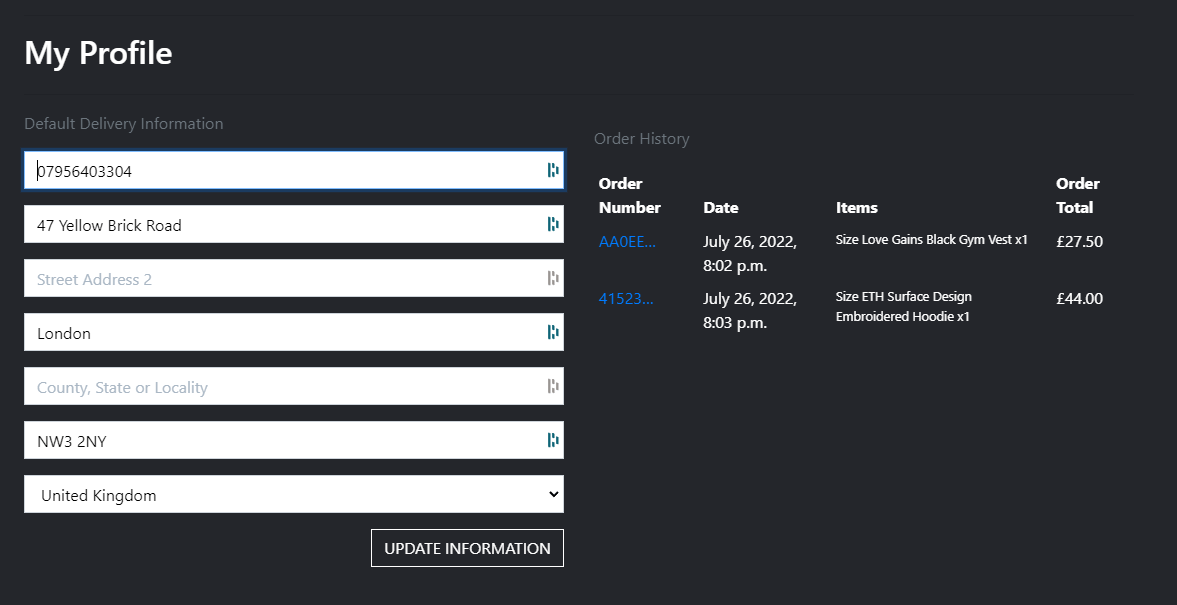 My Profile
Default Delivery Information
07956403304
47 Yellow Brick Road
Street Address 2
London
County, State or Locality
NW3 2NY
United Kingdom
UPDATE INFORMATION
Order History
Order
Number
Date
Items
Order
Total
AA0EE...
July 26, 2022,
8:02 p.m.
Size Love Gains Black Gym Vest x1
£27.50
41523...
July 26, 2022,
8:03 p.m.
Size ETH Surface Design
Embroidered Hoodie x1
£44.00